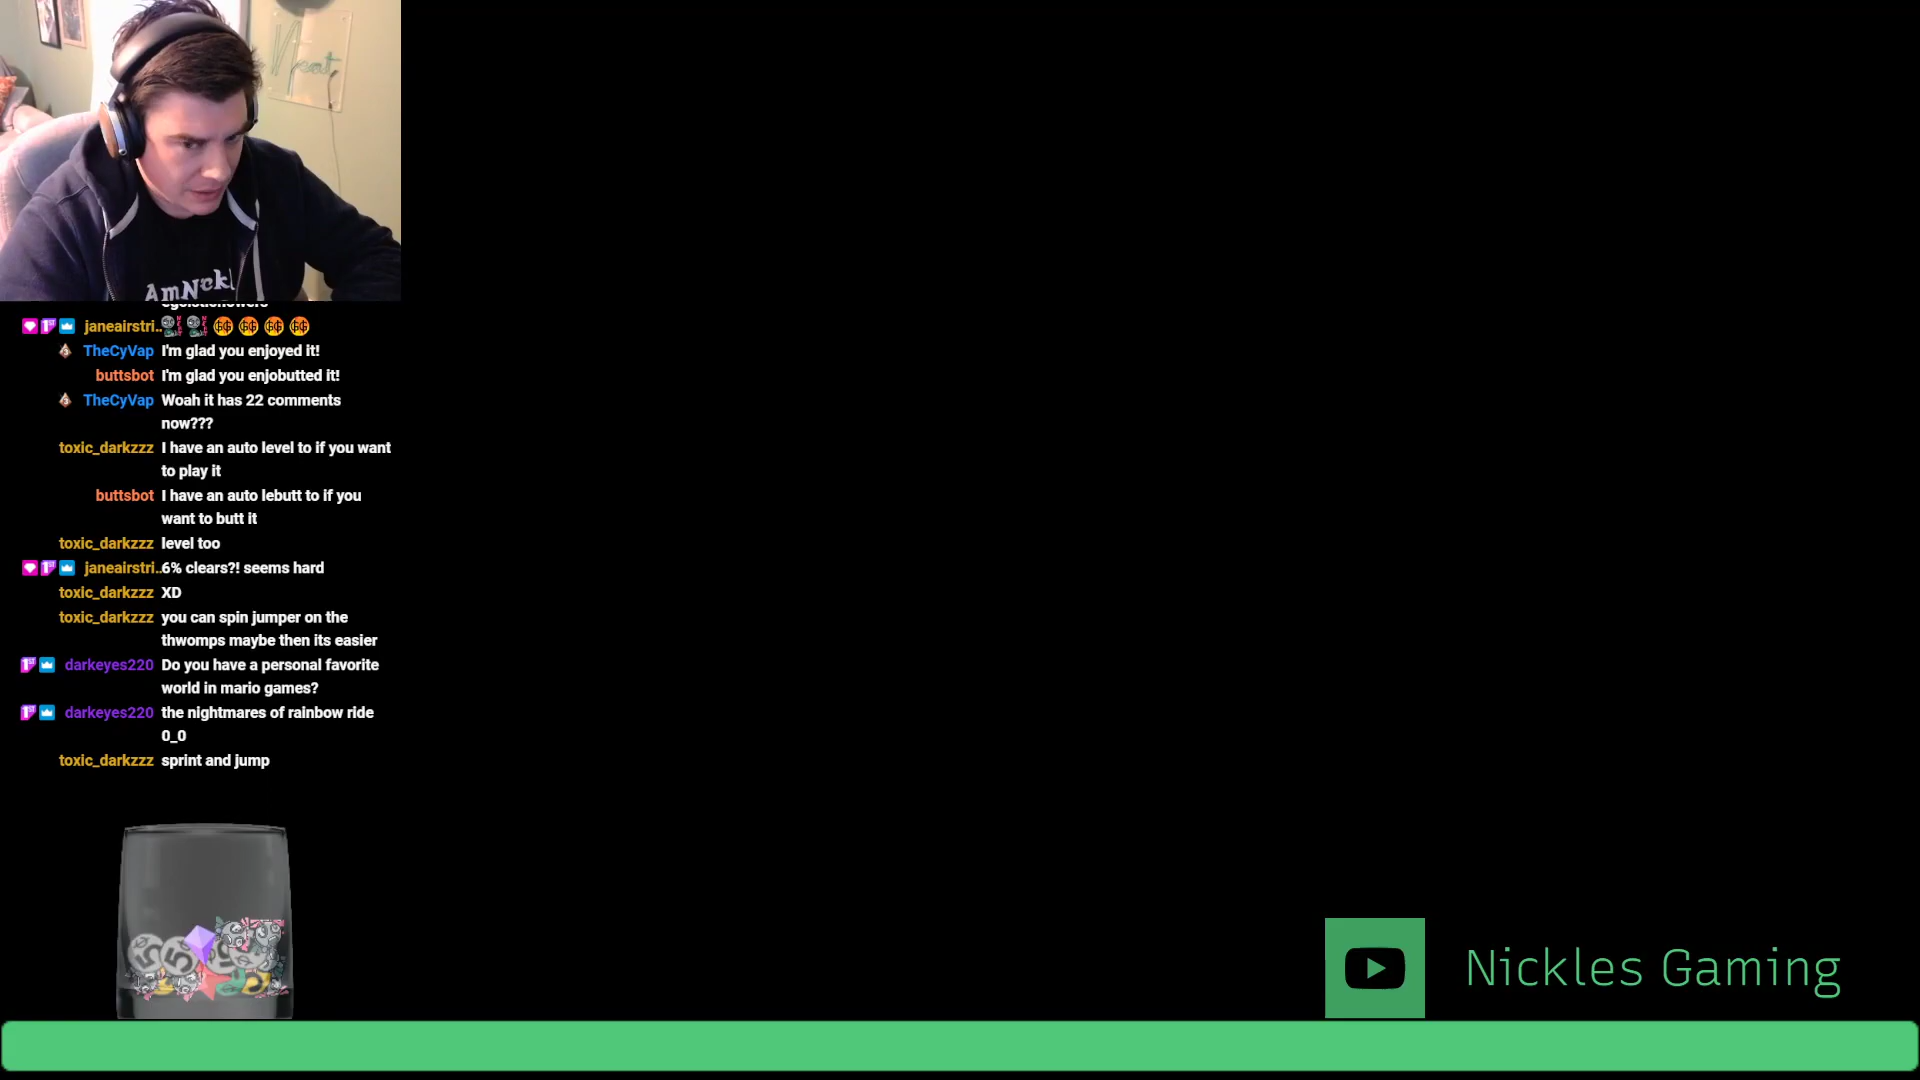 Neat
AmNickl
janeairstri..
TheCyVap I'm glad you enjoyed it!
buttsbot I'm glad you enjobutted it!
TheCyVap Woah it has 22 comments
now???
toxic_darkzzz I have an auto level to if you want
to play it
buttsbot I have an auto lebutt to if you
want to butt it
toxic_darkzzz level too
janeairstri.. 6% clears?! seems hard
toxic_darkzzz XD
toxic_darkzzz you can spin jumper on the
thwomps maybe then its easier
darkeyes220 Do you have a personal favorite
world in mario games?
darkeyes220 the nightmares of rainbow ride
0_0
toxic_darkzzz sprint and jump
Nickles Gaming